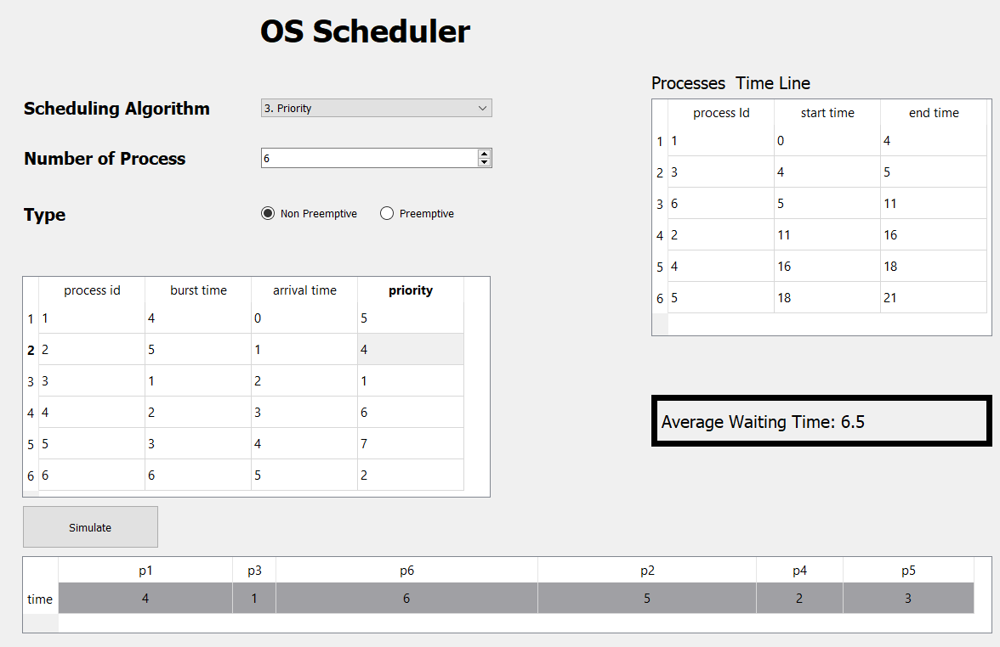 OS Scheduler
Scheduling Algorithm 3. Priority
Number of Process 6
Type Non Preemptive Preemptive
process id burst time arrival time priority
1 1 4 0 5
2 2 5 1 4
3 3 1 2 1
4 4 2 3 6
5 5 3 4 7
6 6 6 5 2
Simulate
Processes Time Line
process Id start time end time
1 1 0 4
2 3 4 5
3 6 5 11
4 2 11 16
5 4 16 18
6 5 18 21
Average Waiting Time: 6.5
p1 p3 p6 p2 p4 p5
time 4 1 6 5 2 3